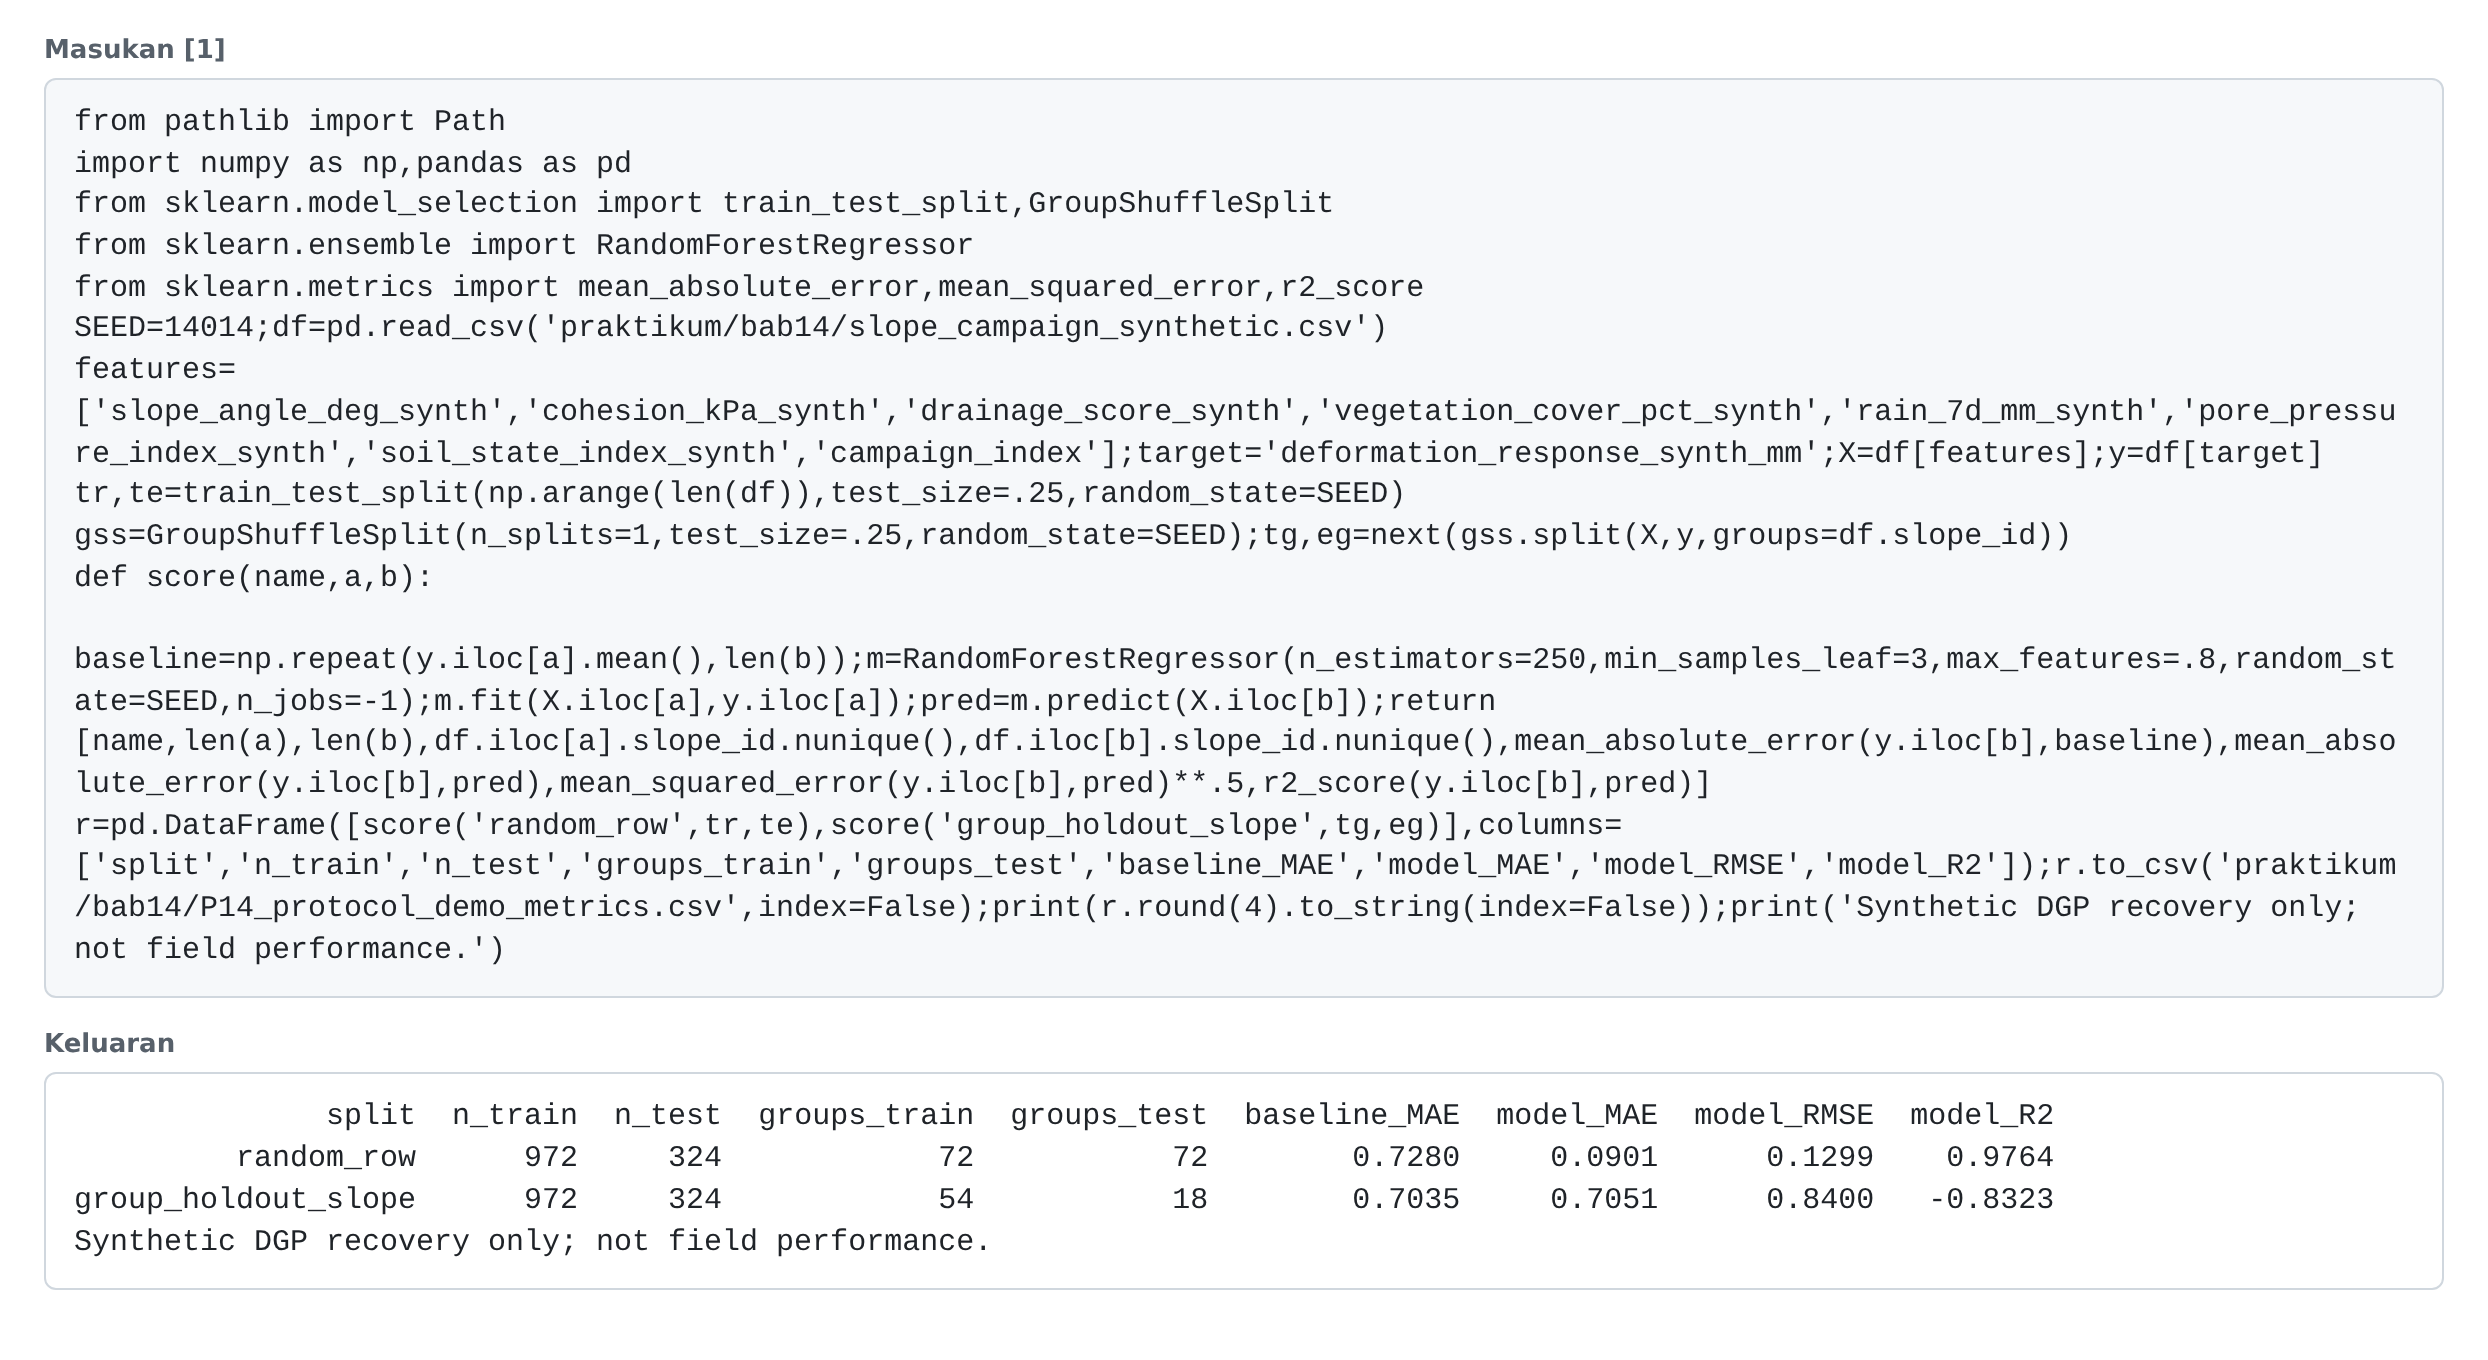 Masukan [1]
from pathlib import Path
import numpy as np,pandas as pd
from sklearn.model_selection import train_test_split,GroupShuffleSplit
from sklearn.ensemble import RandomForestRegressor
from sklearn.metrics import mean_absolute_error,mean_squared_error,r2_score
SEED=14014;df=pd.read_csv('praktikum/bab14/slope_campaign_synthetic.csv')
features=
['slope_angle_deg_synth','cohesion_kPa_synth','drainage_score_synth','vegetation_cover_pct_synth','rain_7d_mm_synth','pore_pressu
re_index_synth','soil_state_index_synth','campaign_index'];target='deformation_response_synth_mm';X=df[features];y=df[target]
tr,te=train_test_split(np.arange(len(df)),test_size=.25,random_state=SEED)
gss=GroupShuffleSplit(n_splits=1,test_size=.25,random_state=SEED);tg,eg=next(gss.split(X,y,groups=df.slope_id))
def score(name,a,b):
baseline=np.repeat(y.iloc[a].mean(),len(b));m=RandomForestRegressor(n_estimators=250,min_samples_leaf=3,max_features=.8,random_st
ate=SEED,n_jobs=-1);m.fit(X.iloc[a],y.iloc[a]);pred=m.predict(X.iloc[b]);return
[name,len(a),len(b),df.iloc[a].slope_id.nunique(),df.iloc[b].slope_id.nunique(),mean_absolute_error(y.iloc[b],baseline),mean_abso
lute_error(y.iloc[b],pred),mean_squared_error(y.iloc[b],pred)**.5,r2_score(y.iloc[b],pred)]
r=pd.DataFrame([score('random_row',tr,te),score('group_holdout_slope',tg,eg)],columns=
['split','n_train','n_test','groups_train','groups_test','baseline_MAE','model_MAE','model_RMSE','model_R2']);r.to_csv('praktikum
/bab14/P14_protocol_demo_metrics.csv',index=False);print(r.round(4).to_string(index=False));print('Synthetic DGP recovery only;
not field performance.')
Keluaran
split n_train n_test groups_train groups_test baseline_MAE model_MAE model_RMSE model_R2
random_row 972 324 72 72 0.7280 0.0901 0.1299 0.9764
group_holdout_slope 972 324 54 18 0.7035 0.7051 0.8400 -0.8323
Synthetic DGP recovery only; not field performance.